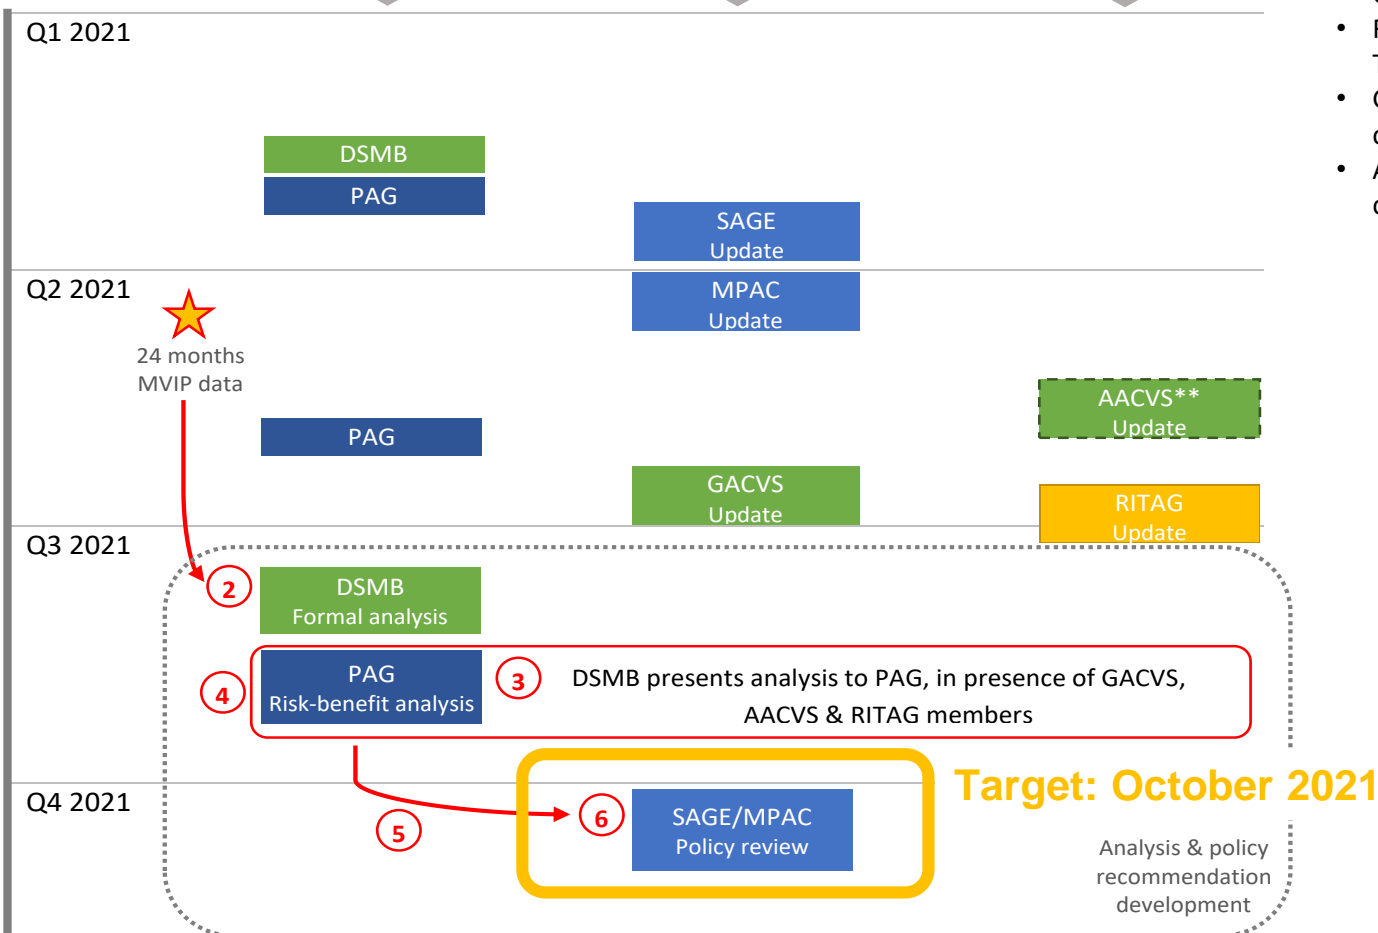 Q1 2021
DSMB
PAG
SAGE
Update
Q2 2021
MPAC
Update
24 months
MVIP data
AACVS**
Update
PAG
GACVS
Update
RITAG
Update
Q3 2021
2
DSMB
Formal analysis
4
PAG
Risk-benefit analysis
3
DSMB presents analysis to PAG, in presence of GACVS,
AACVS & RITAG members
Target: October 2021
Q4 2021
5
6
SAGE/MPAC
Policy review
Analysis & policy
recommendation
development